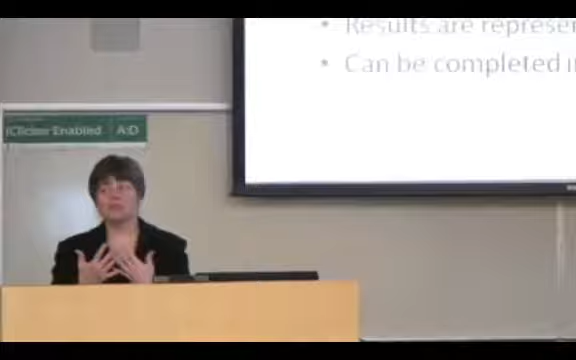 • Results are represen
• Can be completed i
iClicker Enabled A:D